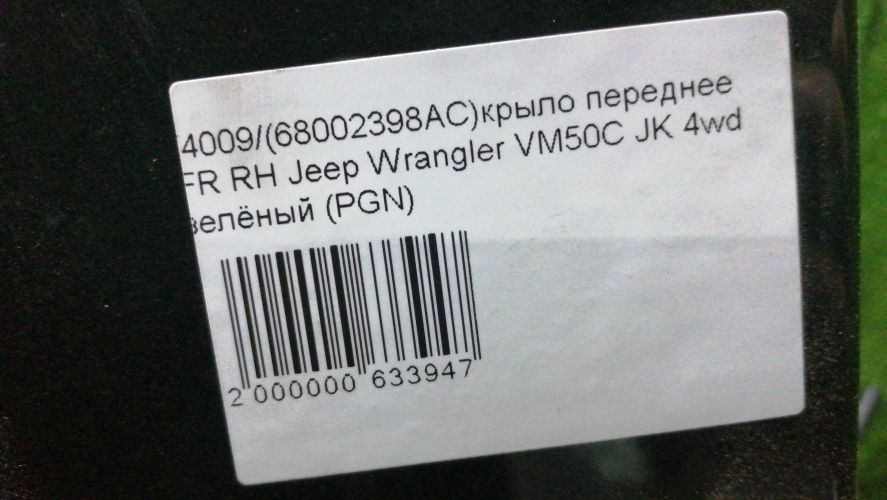 4009/(68002398AC)крыло переднее
FR RH Jeep Wrangler VM50C JK 4wd
зелёный (PGN)
2 000000 633947